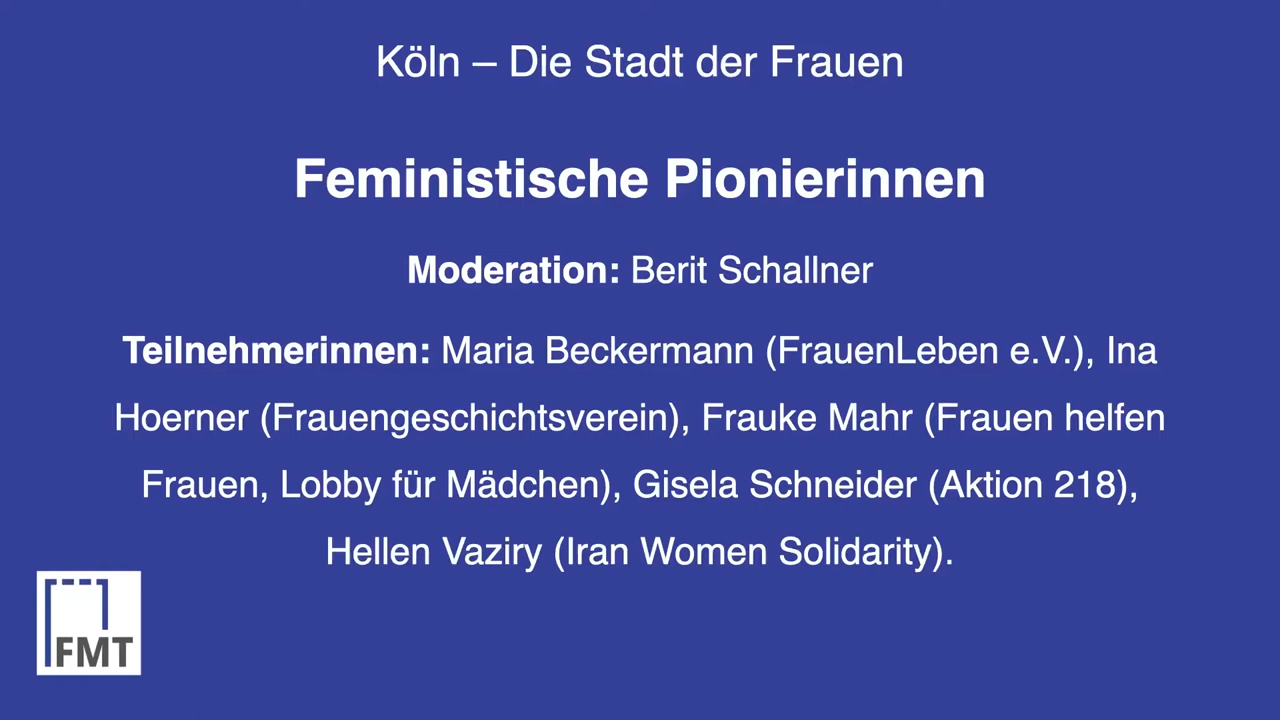 Köln – Die Stadt der Frauen
Feministische Pionierinnen
Moderation: Berit Schallner
Teilnehmerinnen: Maria Beckermann (FrauenLeben e.V.), Ina
Hoerner (Frauengeschichtsverein), Frauke Mahr (Frauen helfen
Frauen, Lobby für Mädchen), Gisela Schneider (Aktion 218),
Hellen Vaziry (Iran Women Solidarity).
FMT